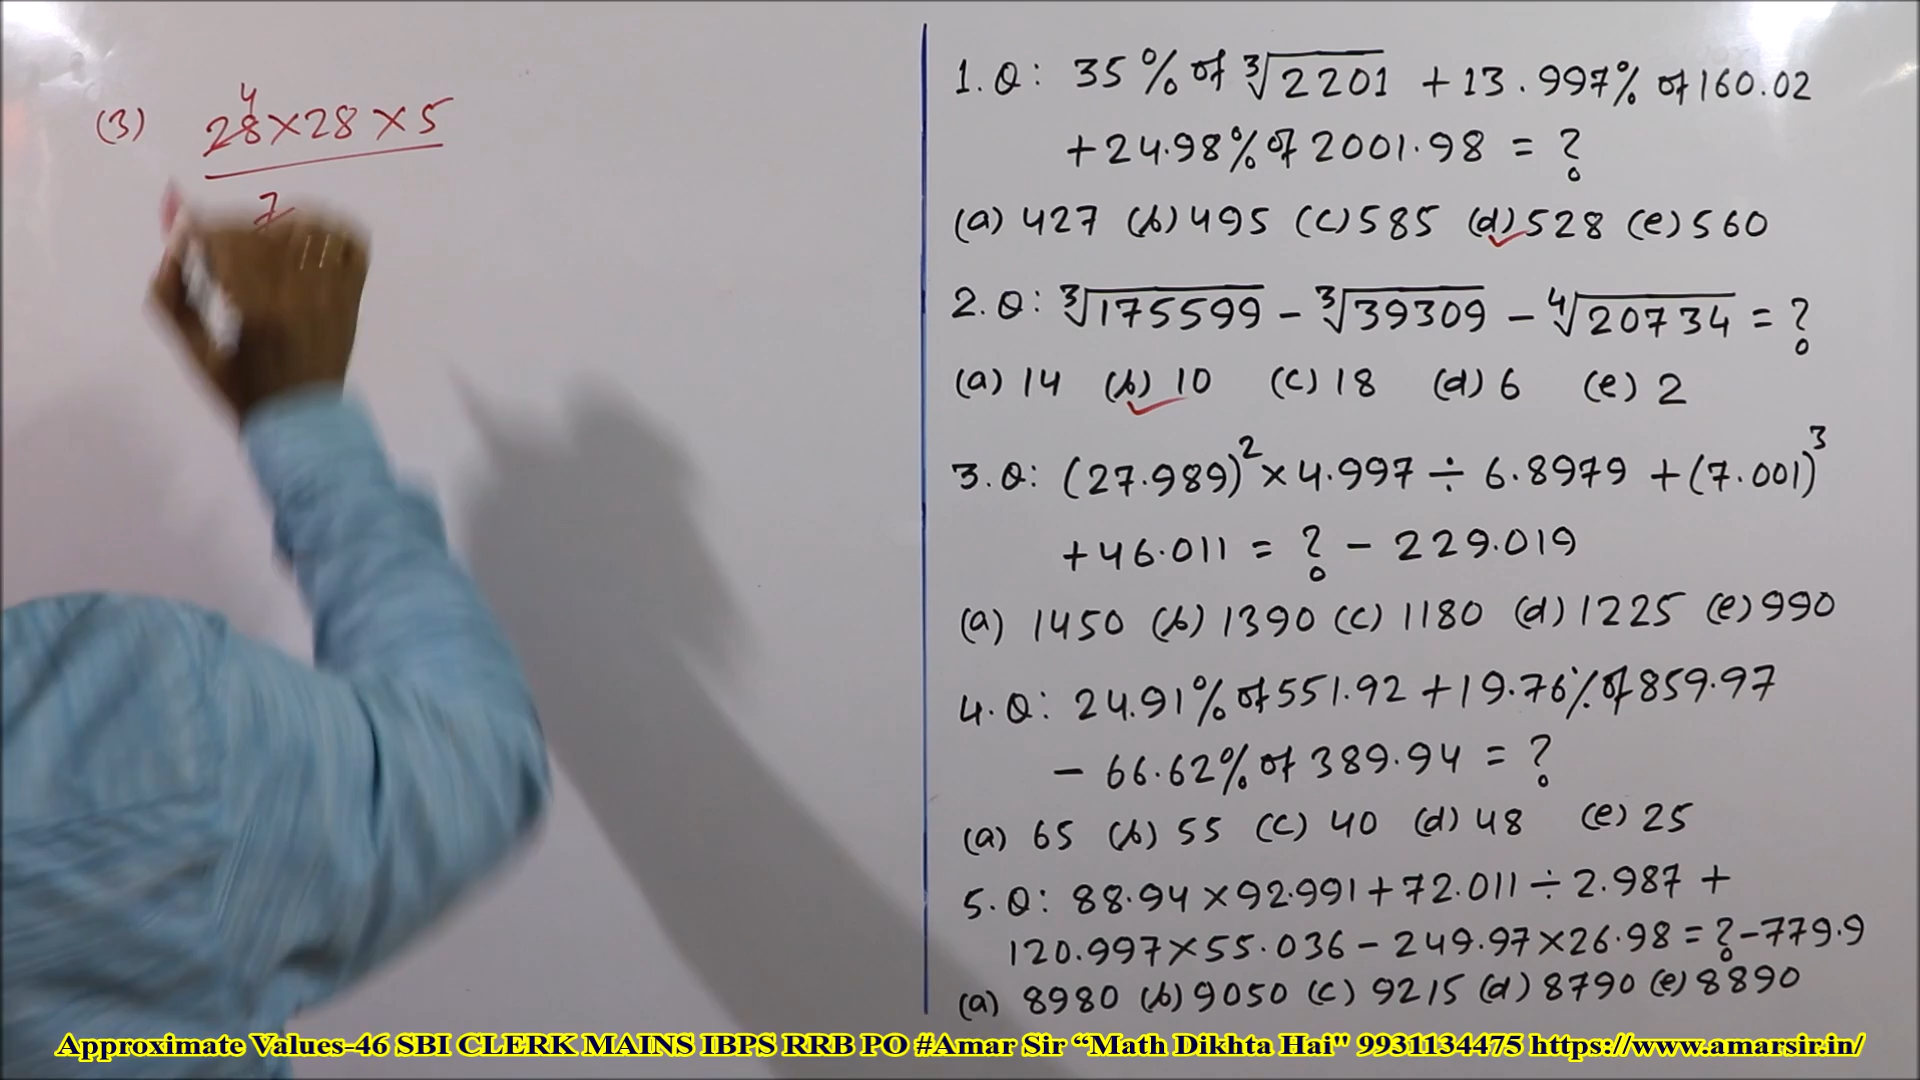 (3) 28×28×5
4
7
1.Q: 35% of ∛2201 + 13.997% of 160.02
+24.98% of 2001.98 = ?
(a) 427 (b) 495 (c) 585 (d) 528 (e) 560
2.Q: ∛175599 - ∛39309 - ∜20734 = ?
(a) 14 (b) 10 (c) 18 (d) 6 (e) 2
3.Q: (27.989)² × 4.997 ÷ 6.8979 + (7.001)³
+46.011 = ? - 229.019
(a) 1450 (b) 1390 (c) 1180 (d) 1225 (e) 990
4.Q: 24.91% of 551.92 + 19.76% of 859.97
- 66.62% of 389.94 = ?
(a) 65 (b) 55 (c) 40 (d) 48 (e) 25
5.Q: 88.94 × 92.991 + 72.011 ÷ 2.987 +
120.997 × 55.036 - 249.97 × 26.98 = ? - 779.9
(a) 8980 (b) 9050 (c) 9215 (d) 8790 (e) 8890
Approximate Values-46 SBI CLERK MAINS IBPS RRB PO #Amar Sir “Math Dikhta Hai" 9931134475 https://www.amarsir.in/